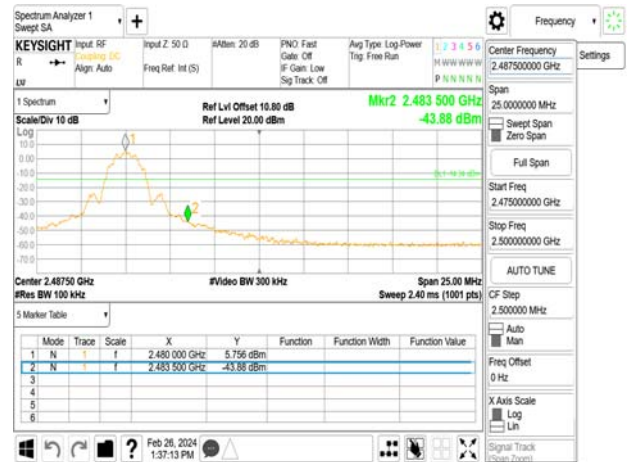 Spectrum Analyzer 1
Swept SA
Frequency
Settings
KEYSIGHT Input: RF
R
Coupling: DC
Align: Auto
LVI
Input Z: 50 Ω
Freq Ref: Int (S)
#Atten: 20 dB
PNO: Fast
Gate: Off
IF Gain: Low
Sig Track: Off
Avg Type: Log-Power
Trig: Free Run
1 2 3 4 5 6
M W W W W W
P N N N N N
1 Spectrum
Scale/Div 10 dB
Log
Ref Lvl Offset 10.80 dB
Ref Level 20.00 dBm
Mkr2 2.483 500 GHz
-43.88 dBm
10.0
0.00
-10.0
-20.0
-30.0
-40.0
-50.0
-60.0
-70.0
1
2
Center 2.48750 GHz
#Res BW 100 kHz
#Video BW 300 kHz
Span 25.00 MHz
Sweep 2.40 ms (1001 pts)
5 Marker Table
Mode Trace Scale X Y Function Function Width Function Value
1 N 1 f 2.480 000 GHz 5.756 dBm
2 N 1 f 2.483 500 GHz -43.88 dBm
3
4
5
6
Feb 26, 2024
1:37:13 PM
Center Frequency
2.487500000 GHz
Span
25.0000000 MHz
Swept Span
Zero Span
Full Span
Start Freq
2.475000000 GHz
Stop Freq
2.500000000 GHz
AUTO TUNE
CF Step
2.500000 MHz
Auto
Man
Freq Offset
0 Hz
X Axis Scale
Log
Lin
Signal Track
(Span Zoom)